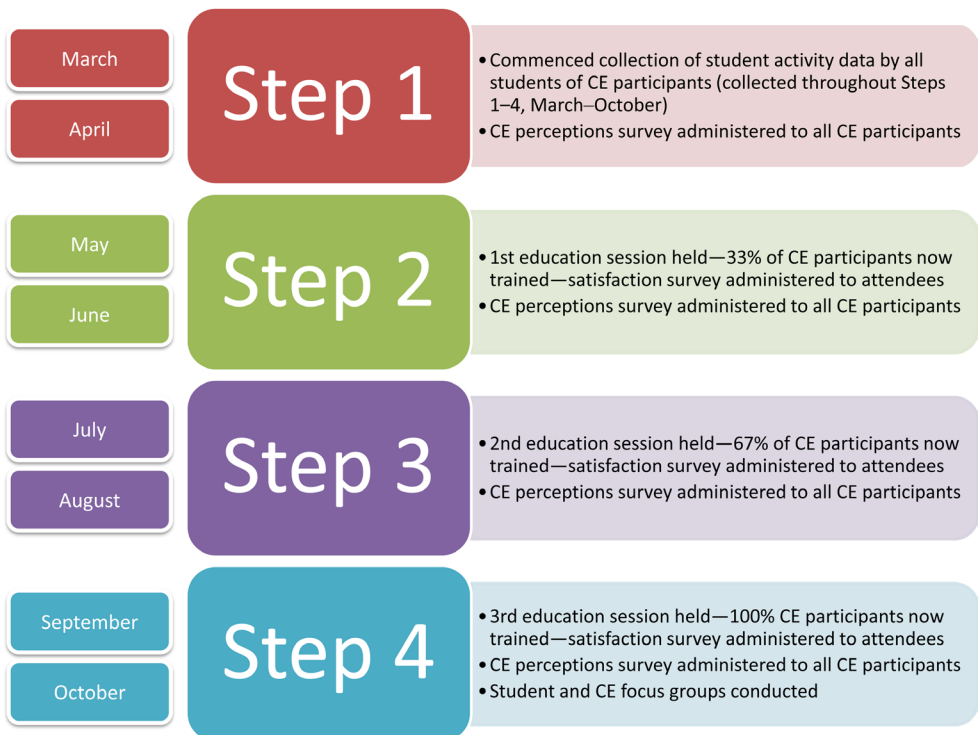 March
April
Step 1
• Commenced collection of student activity data by all
students of CE participants (collected throughout Steps
1–4, March–October)
• CE perceptions survey administered to all CE participants
May
June
Step 2
• 1st education session held—33% of CE participants now
trained—satisfaction survey administered to attendees
• CE perceptions survey administered to all CE participants
July
August
Step 3
• 2nd education session held—67% of CE participants now
trained—satisfaction survey administered to attendees
• CE perceptions survey administered to all CE participants
September
October
Step 4
• 3rd education session held—100% CE participants now
trained—satisfaction survey administered to attendees
• CE perceptions survey administered to all CE participants
• Student and CE focus groups conducted